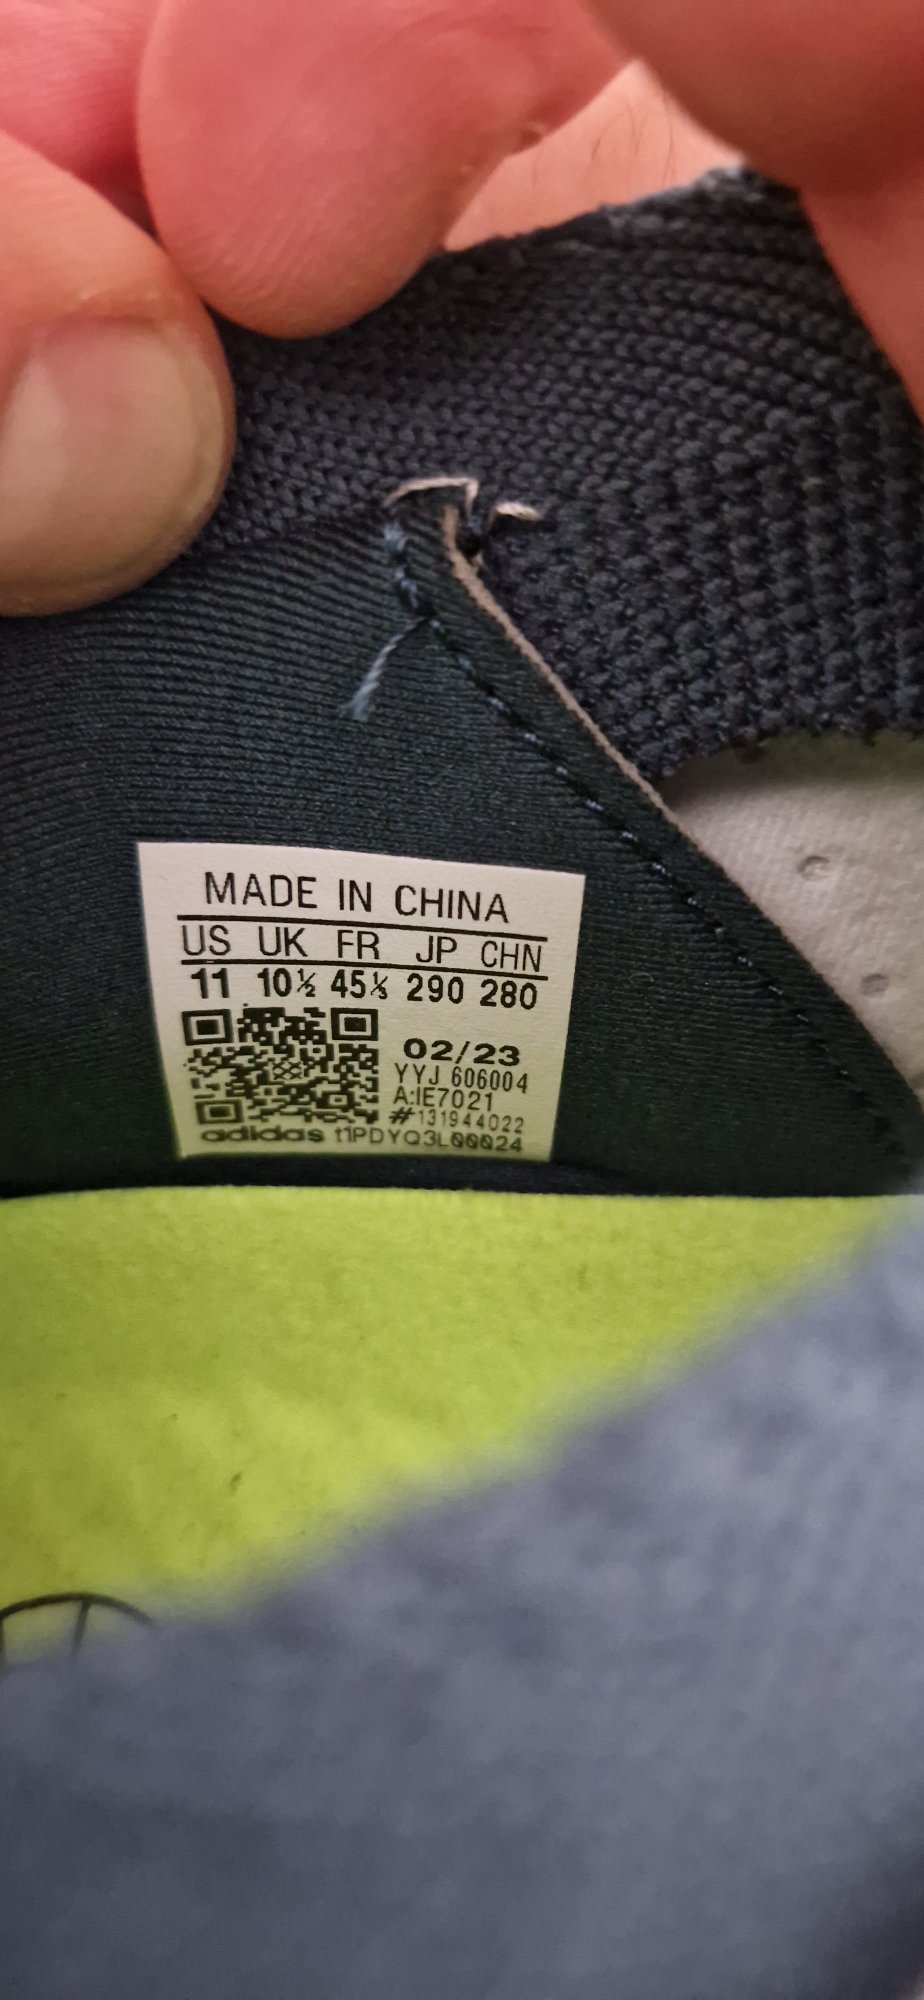 MADE IN CHINA
US UK FR JP CHN
11 10½ 45⅓ 290 280
02/23
YYJ 606004
A:IE7021
#131944022
adidas t1PDYQ3L00024